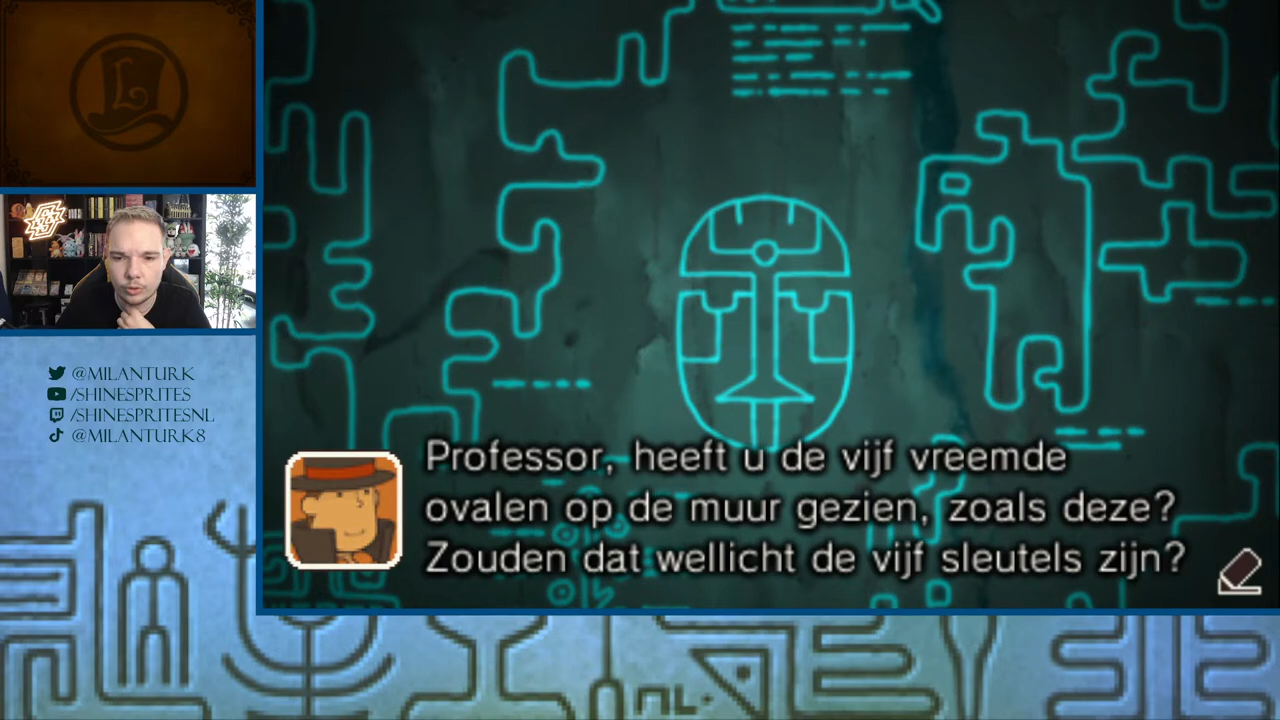 @MILANTURK
/SHINESPRITES
/SHINESPRITESNL
@MILANTURK8
Professor, heeft u de vijf vreemde
ovalen op de muur gezien, zoals deze?
Zouden dat wellicht de vijf sleutels zijn?